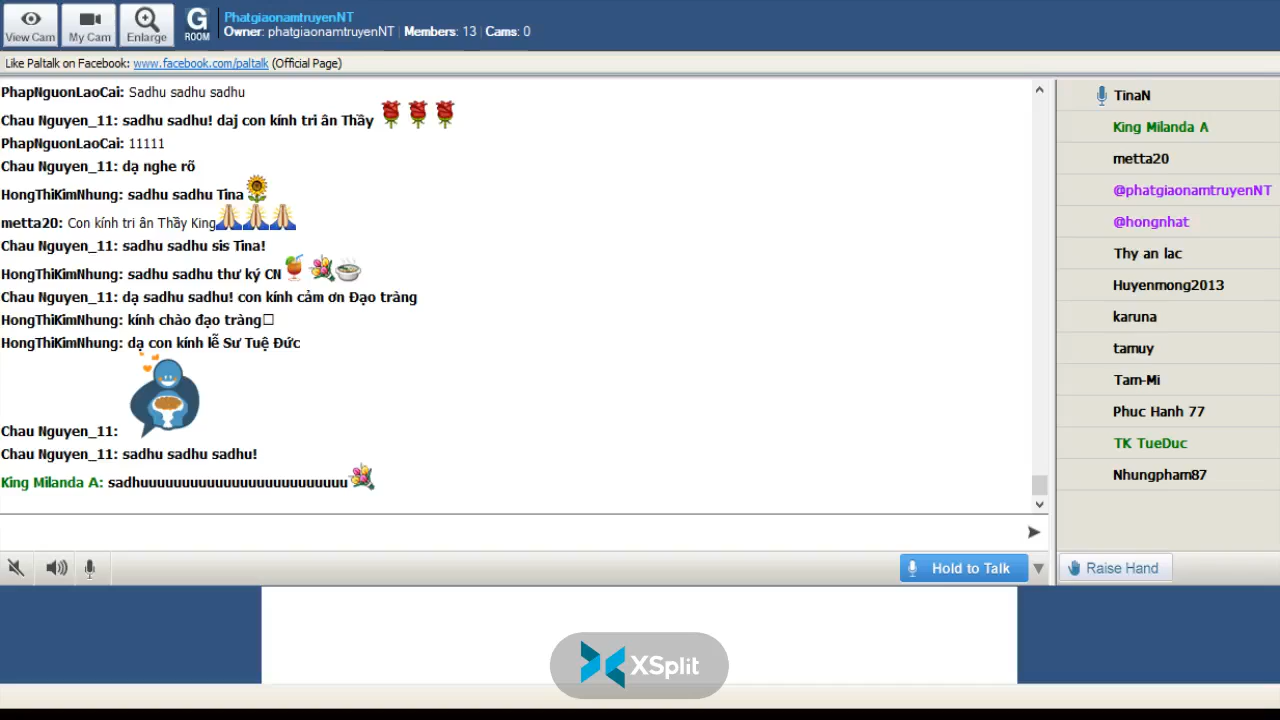 View Cam
My Cam
Enlarge
G
ROOM
PhatgiaonamtruyenNT
Owner: phatgiaonamtruyenNT | Members: 13 | Cams: 0
Like Paltalk on Facebook: www.facebook.com/paltalk (Official Page)
PhapNguonLaoCai: Sadhu sadhu sadhu
Chau Nguyen_11: sadhu sadhu! daj con kính tri ân Thầy
PhapNguonLaoCai: 11111
Chau Nguyen_11: dạ nghe rõ
HongThiKimNhung: sadhu sadhu Tina
metta20: Con kính tri ân Thầy King
Chau Nguyen_11: sadhu sadhu sis Tina!
HongThiKimNhung: sadhu sadhu thư ký CN
Chau Nguyen_11: dạ sadhu sadhu! con kính cảm ơn Đạo tràng
HongThiKimNhung: kính chào đạo tràng
HongThiKimNhung: dạ con kính lễ Sư Tuệ Đức
Chau Nguyen_11:
Chau Nguyen_11: sadhu sadhu sadhu!
King Milanda A: sadhuuuuuuuuuuuuuuuuuuuuuuuuu
TinaN
King Milanda A
metta20
@phatgiaonamtruyenNT
@hongnhat
Thy an lac
Huyenmong2013
karuna
tamuy
Tam-Mi
Phuc Hanh 77
TK TueDuc
Nhungpham87
Hold to Talk
Raise Hand
XSplit